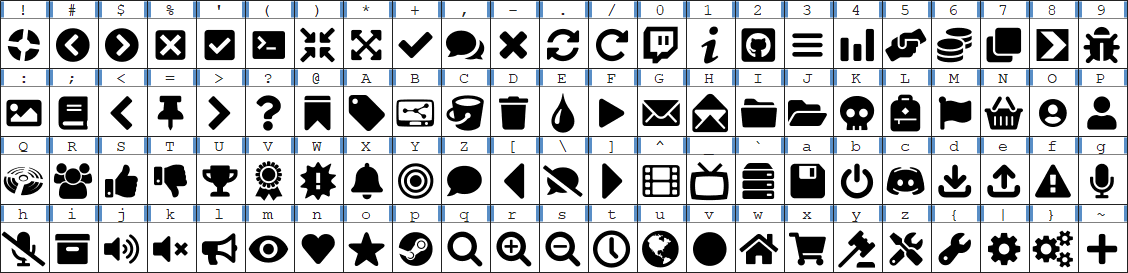 ! # $ % ' ( ) * + , - . / 0 1 2 3 4 5 6 7 8 9
: ; < = > ? @ A B C D E F G H I J K L M N O P
Q R S T U V W X Y Z [ \ ] ^ _ ` a b c d e f g
h i j k l m n o p q r s t u v w x y z { | } ~